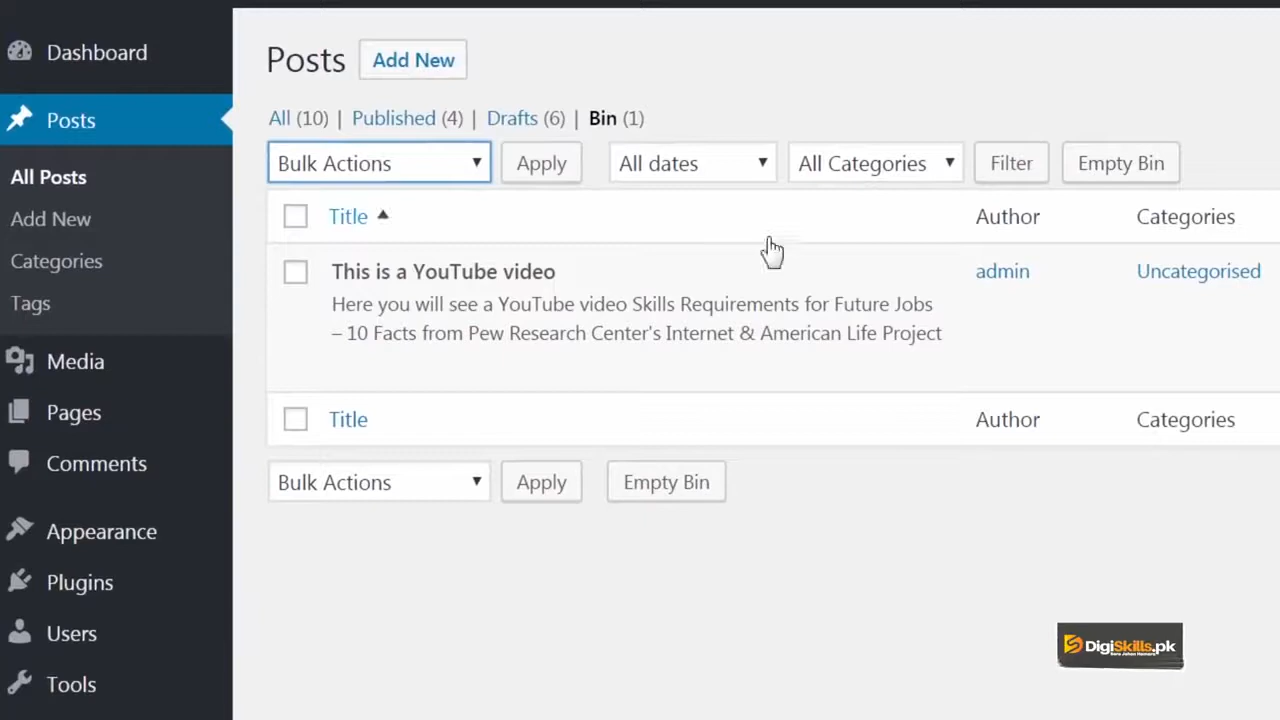 Dashboard
Posts
All Posts
Add New
Categories
Tags
Media
Pages
Comments
Appearance
Plugins
Users
Tools
Posts Add New
All (10) | Published (4) | Drafts (6) | Bin (1)
Bulk Actions Apply All dates All Categories Filter Empty Bin
Title Author Categories
This is a YouTube video admin Uncategorised
Here you will see a YouTube video Skills Requirements for Future Jobs
– 10 Facts from Pew Research Center's Internet & American Life Project
Title Author Categories
Bulk Actions Apply Empty Bin
DigiSkills.pk